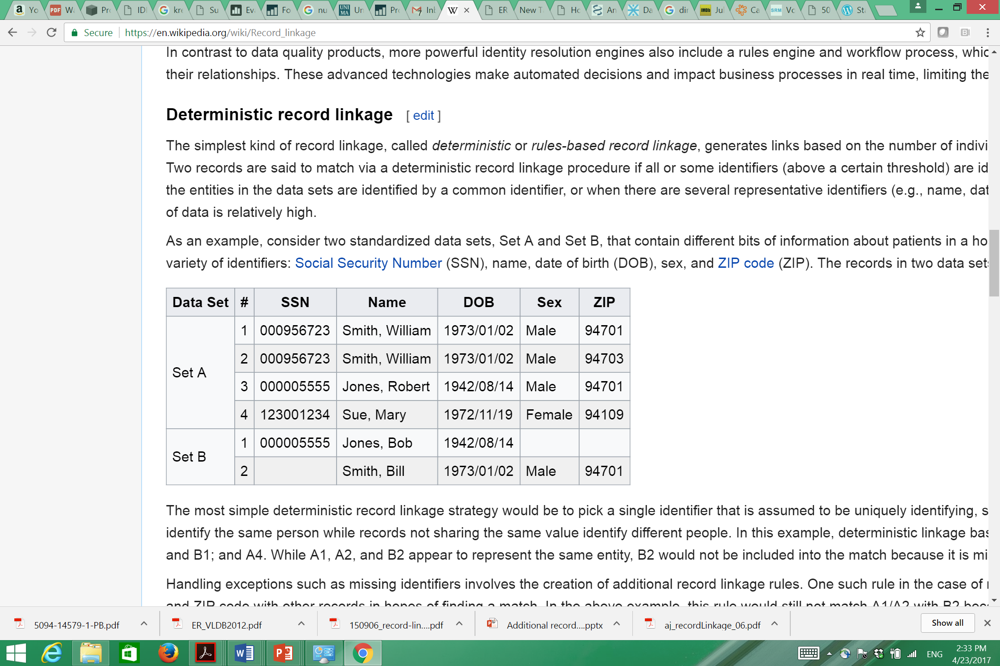 Yo
PDF
Pro
IDI
kre
Su
Ev
Fo
nu
UNI MA
Un
Pro
Inl
W
ER
New T
Ho
An
Da
dir
IMDb
Jul
Ca
SRM
Vc
50
Sta
Secure https://en.wikipedia.org/wiki/Record_linkage
In contrast to data quality products, more powerful identity resolution engines also include a rules engine and workflow process, whic
their relationships. These advanced technologies make automated decisions and impact business processes in real time, limiting the
Deterministic record linkage [ edit ]
The simplest kind of record linkage, called deterministic or rules-based record linkage, generates links based on the number of indivi
Two records are said to match via a deterministic record linkage procedure if all or some identifiers (above a certain threshold) are id
the entities in the data sets are identified by a common identifier, or when there are several representative identifiers (e.g., name, dat
of data is relatively high.
As an example, consider two standardized data sets, Set A and Set B, that contain different bits of information about patients in a ho
variety of identifiers: Social Security Number (SSN), name, date of birth (DOB), sex, and ZIP code (ZIP). The records in two data sets
Data Set # SSN Name DOB Sex ZIP
Set A
1 000956723 Smith, William 1973/01/02 Male 94701
2 000956723 Smith, William 1973/01/02 Male 94703
3 000005555 Jones, Robert 1942/08/14 Male 94701
4 123001234 Sue, Mary 1972/11/19 Female 94109
Set B
1 000005555 Jones, Bob 1942/08/14
2 Smith, Bill 1973/01/02 Male 94701
The most simple deterministic record linkage strategy would be to pick a single identifier that is assumed to be uniquely identifying, s
identify the same person while records not sharing the same value identify different people. In this example, deterministic linkage bas
and B1; and A4. While A1, A2, and B2 appear to represent the same entity, B2 would not be included into the match because it is mi
Handling exceptions such as missing identifiers involves the creation of additional record linkage rules. One such rule in the case of
and ZIP code with other records in hopes of finding a match. In the above example, this rule would still not match A1/A2 with B2 bec
5094-14579-1-PB.pdf
ER_VLDB2012.pdf
150906_record-lin....pdf
Additional record....pptx
aj_recordLinkage_06.pdf
Show all
ENG
2:33 PM
4/23/2017